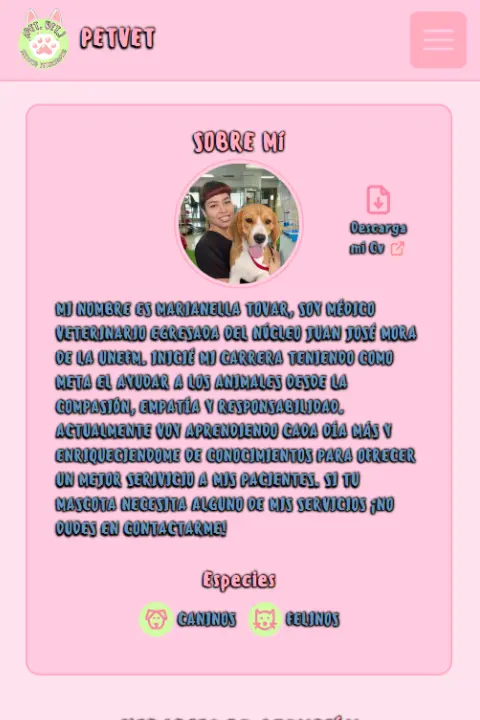 PETVET
SOBRE MÍ
Descarga
mi Cv
MI NOMBRE ES MARIANELLA TOVAR, SOY MÉDICO
VETERINARIO EGRESADA DEL NÚCLEO JUAN JOSÉ MORA
DE LA UNEFM. INICIÉ MI CARRERA TENIENDO COMO
META EL AYUDAR A LOS ANIMALES DESDE LA
COMPASIÓN, EMPATÍA Y RESPONSABILIDAD.
ACTUALMENTE VOY APRENDIENDO CADA DÍA MÁS Y
ENRIQUECIENDOME DE CONOCIMIENTOS PARA OFRECER
UN MEJOR SERIVICIO A MIS PACIENTES. SI TU
MASCOTA NECESITA ALGUNO DE MIS SERVICIOS ¡NO
DUDES EN CONTACTARME!
Especies
CANINOS FELINOS